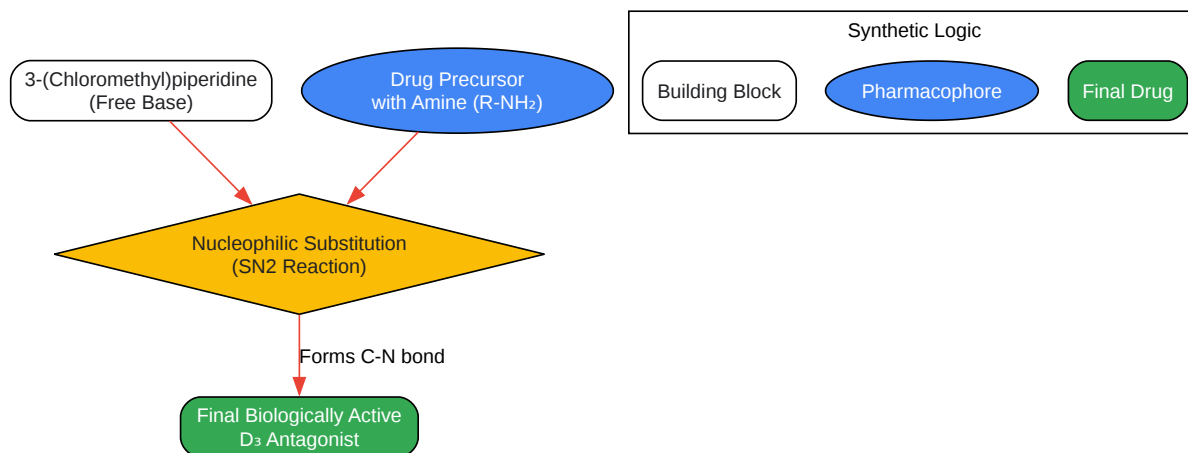 3-(Chloromethyl)piperidine
(Free Base)
Drug Precursor
with Amine (R-NH₂)
Synthetic Logic
Building Block
Pharmacophore
Final Drug
Nucleophilic Substitution
(SN2 Reaction)
Forms C-N bond
Final Biologically Active
D₃ Antagonist